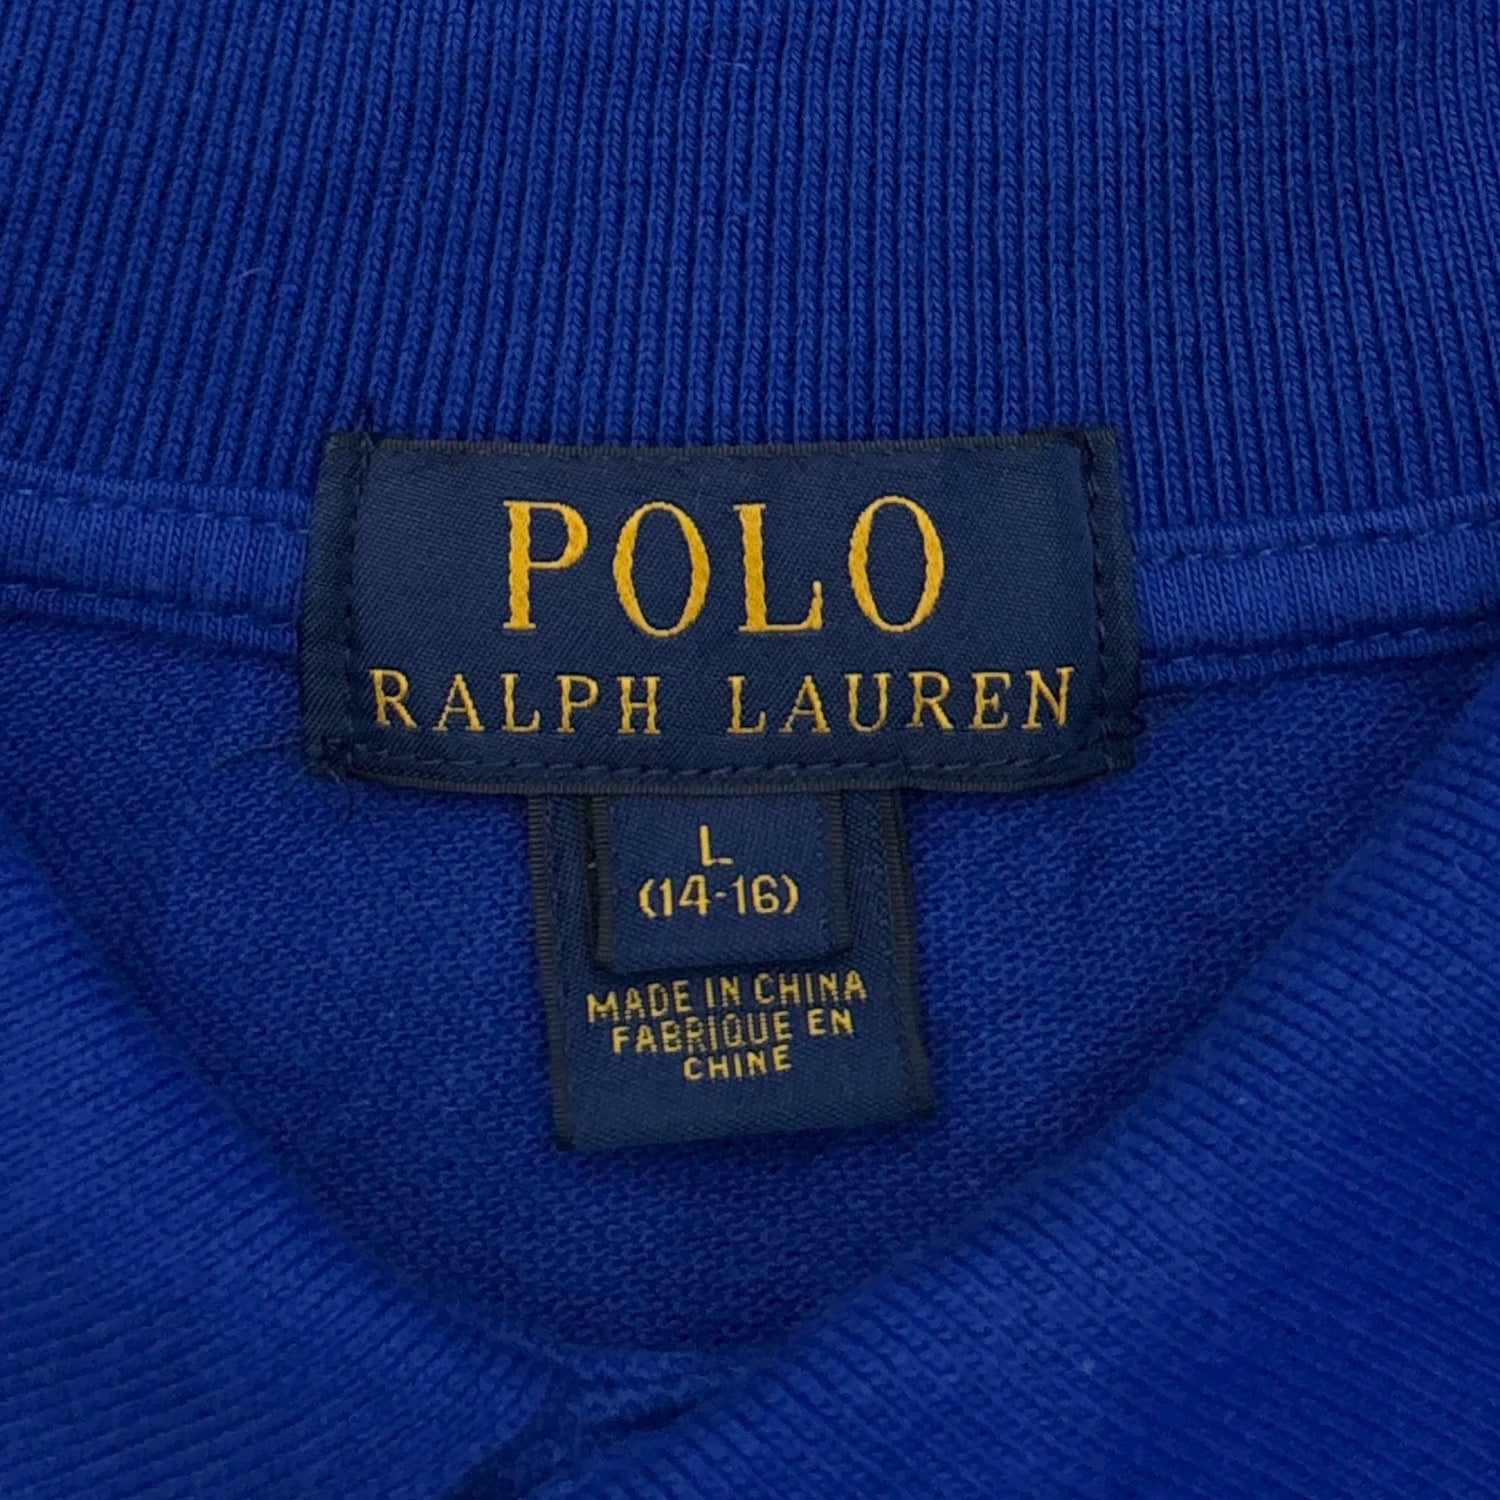 POLO
RALPH LAUREN
L
(14-16)
MADE IN CHINA
FABRIQUE EN
CHINE